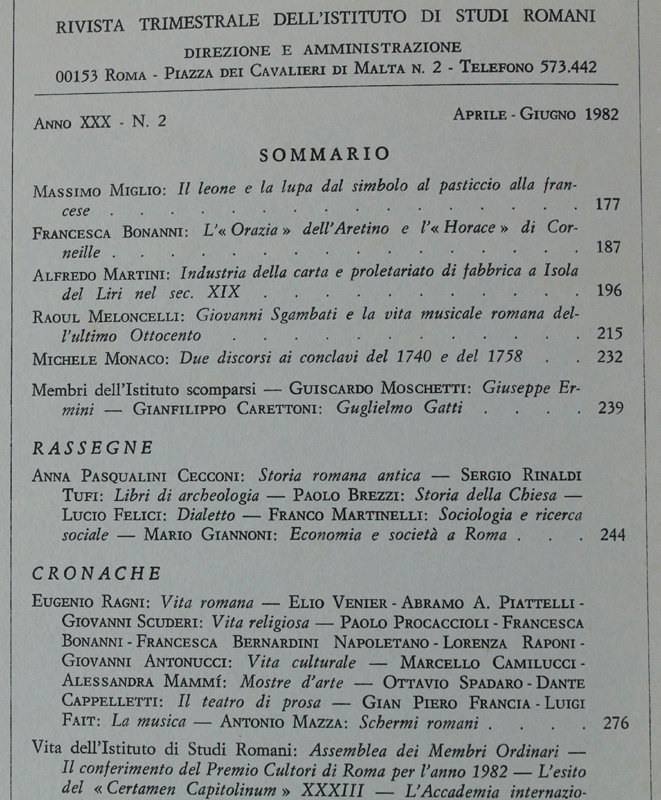 RIVISTA TRIMESTRALE DELL'ISTITUTO DI STUDI ROMANI
DIREZIONE E AMMINISTRAZIONE
00153 ROMA - PIAZZA DEI CAVALIERI DI MALTA N. 2 - TELEFONO 573.442
ANNO XXX - N. 2 APRILE - GIUGNO 1982
SOMMARIO
MASSIMO MIGLIO: Il leone e la lupa dal simbolo al pasticcio alla fran-
cese . . . . . . . . . . . . . . . 177
FRANCESCA BONANNI: L'« Orazia » dell'Aretino e l'« Horace » di Cor-
neille . . . . . . . . . . . . . . . 187
ALFREDO MARTINI: Industria della carta e proletariato di fabbrica a Isola
del Liri nel sec. XIX . . . . . . . . . . 196
RAOUL MELONCELLI: Giovanni Sgambati e la vita musicale romana del-
l'ultimo Ottocento . . . . . . . . . . . 215
MICHELE MONACO: Due discorsi ai conclavi del 1740 e del 1758 . . 232
Membri dell'Istituto scomparsi — GUISCARDO MOSCHETTI: Giuseppe Er-
mini — GIANFILIPPO CARETTONI: Guglielmo Gatti . . . . 239
RASSEGNE
ANNA PASQUALINI CECCONI: Storia romana antica — SERGIO RINALDI
TUFI: Libri di archeologia — PAOLO BREZZI: Storia della Chiesa —
LUCIO FELICI: Dialetto — FRANCO MARTINELLI: Sociologia e ricerca
sociale — MARIO GIANNONI: Economia e società a Roma . . . 244
CRONACHE
EUGENIO RAGNI: Vita romana — ELIO VENIER - ABRAMO A. PIATTELLI -
GIOVANNI SCUDERI: Vita religiosa — PAOLO PROCACCIOLI - FRANCESCA
BONANNI - FRANCESCA BERNARDINI NAPOLETANO - LORENZA RAPONI -
GIOVANNI ANTONUCCI: Vita culturale — MARCELLO CAMILUCCI -
ALESSANDRA MAMMÍ: Mostre d'arte — OTTAVIO SPADARO - DANTE
CAPPELLETTI: Il teatro di prosa — GIAN PIERO FRANCIA - LUIGI
FAIT: La musica — ANTONIO MAZZA: Schermi romani . . . . 276
Vita dell'Istituto di Studi Romani: Assemblea dei Membri Ordinari —
Il conferimento del Premio Cultori di Roma per l'anno 1982 — L'esito
del « Certamen Capitolinum » XXXIII — L'Accademia internazio-